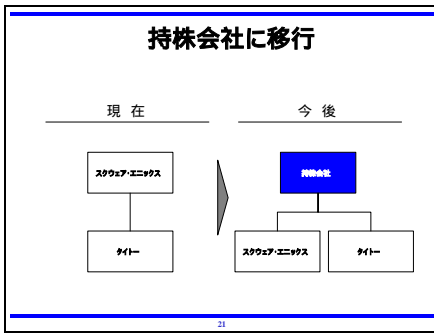 持株会社に移行
現 在
今 後
スクウェア・エニックス
持株会社
タイトー
スクウェア・エニックス
タイトー
21